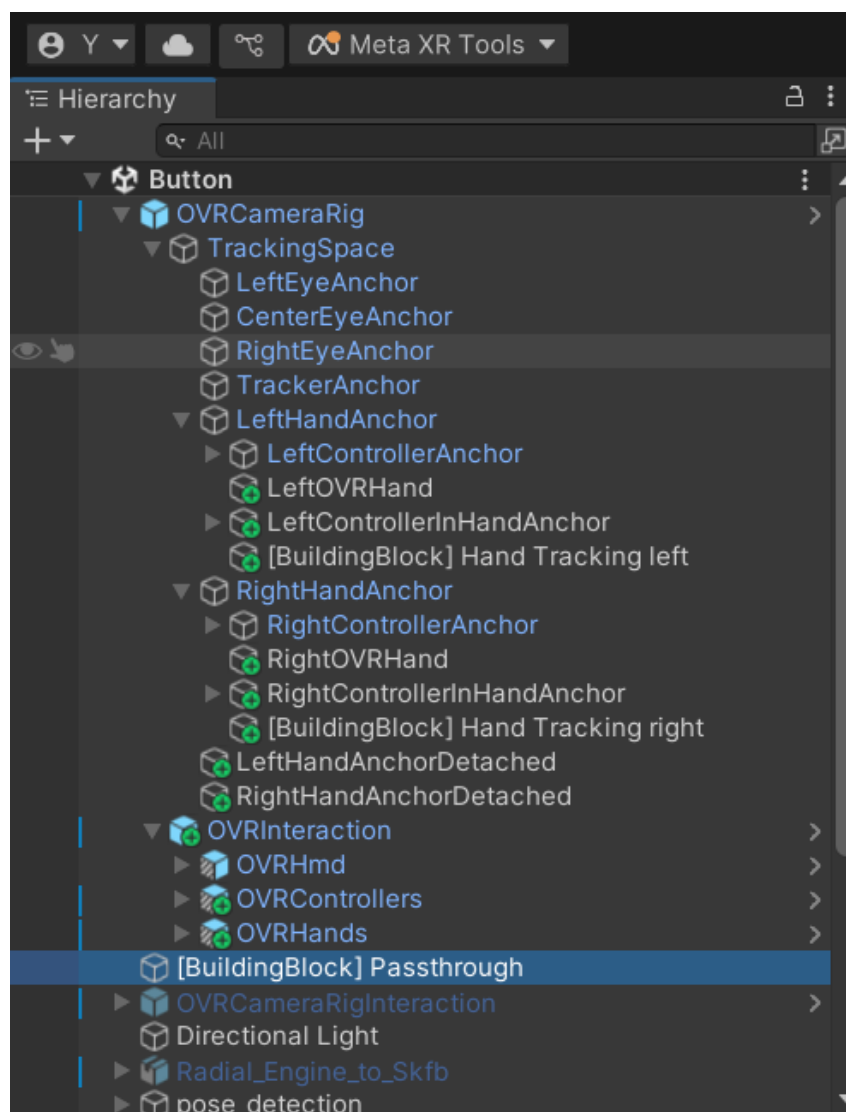 Y
Meta XR Tools
Hierarchy
All
Button
OVRCameraRig
TrackingSpace
LeftEyeAnchor
CenterEyeAnchor
RightEyeAnchor
TrackerAnchor
LeftHandAnchor
LeftControllerAnchor
LeftOVRHand
LeftControllerInHandAnchor
[BuildingBlock] Hand Tracking left
RightHandAnchor
RightControllerAnchor
RightOVRHand
RightControllerInHandAnchor
[BuildingBlock] Hand Tracking right
LeftHandAnchorDetached
RightHandAnchorDetached
OVRInteraction
OVRHmd
OVRControllers
OVRHands
[BuildingBlock] Passthrough
OVRCameraRigInteraction
Directional Light
Radial_Engine_to_Skfb
pose_detection